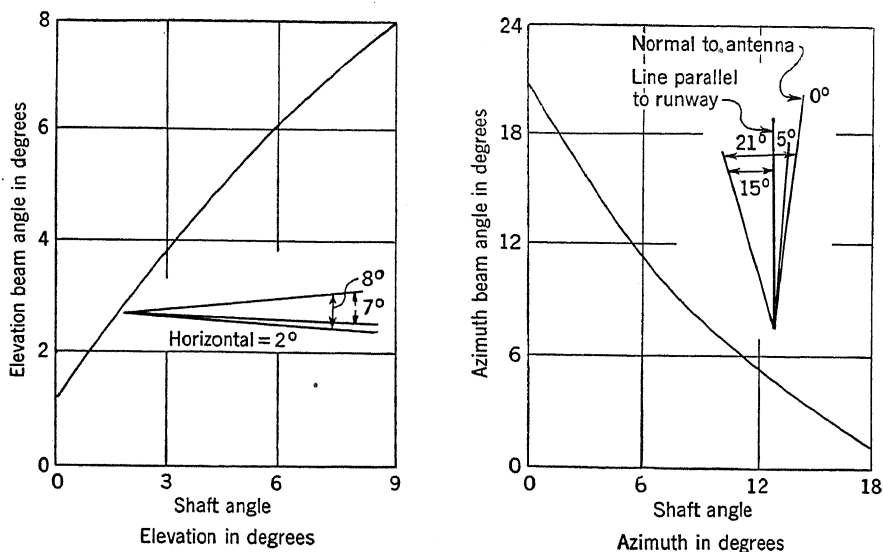 Elevation beam angle in degrees
8
6
4
2
0
8°
7°
Horizontal = 2°
0
3
6
9
Shaft angle
Elevation in degrees
Azimuth beam angle in degrees
24
18
12
6
0
Normal to antenna
Line parallel
to runway
0°
21°
5°
15°
0
6
12
18
Shaft angle
Azimuth in degrees